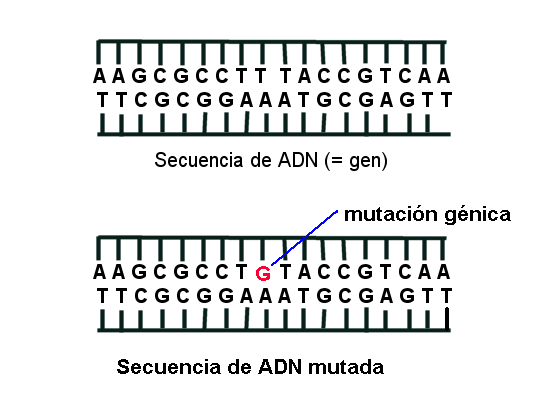 A A G C G C C T T T A C C G T C A A
T T C G C G G A A A T G C G A G T T
Secuencia de ADN (= gen)
mutación génica
A A G C G C C T G T A C C G T C A A
T T C G C G G A A A T G C G A G T T
Secuencia de ADN mutada